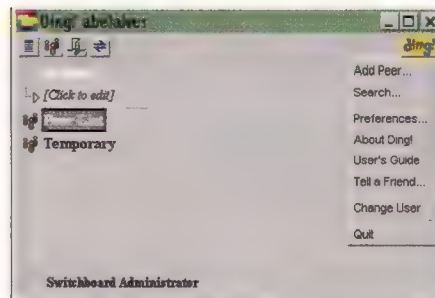 Ding!
ding!
[Click to edit]
Temporary
Add Peer...
Search...
Preferences...
About Ding!
User's Guide
Tell a Friend...
Change User
Quit
Switchboard Administrator